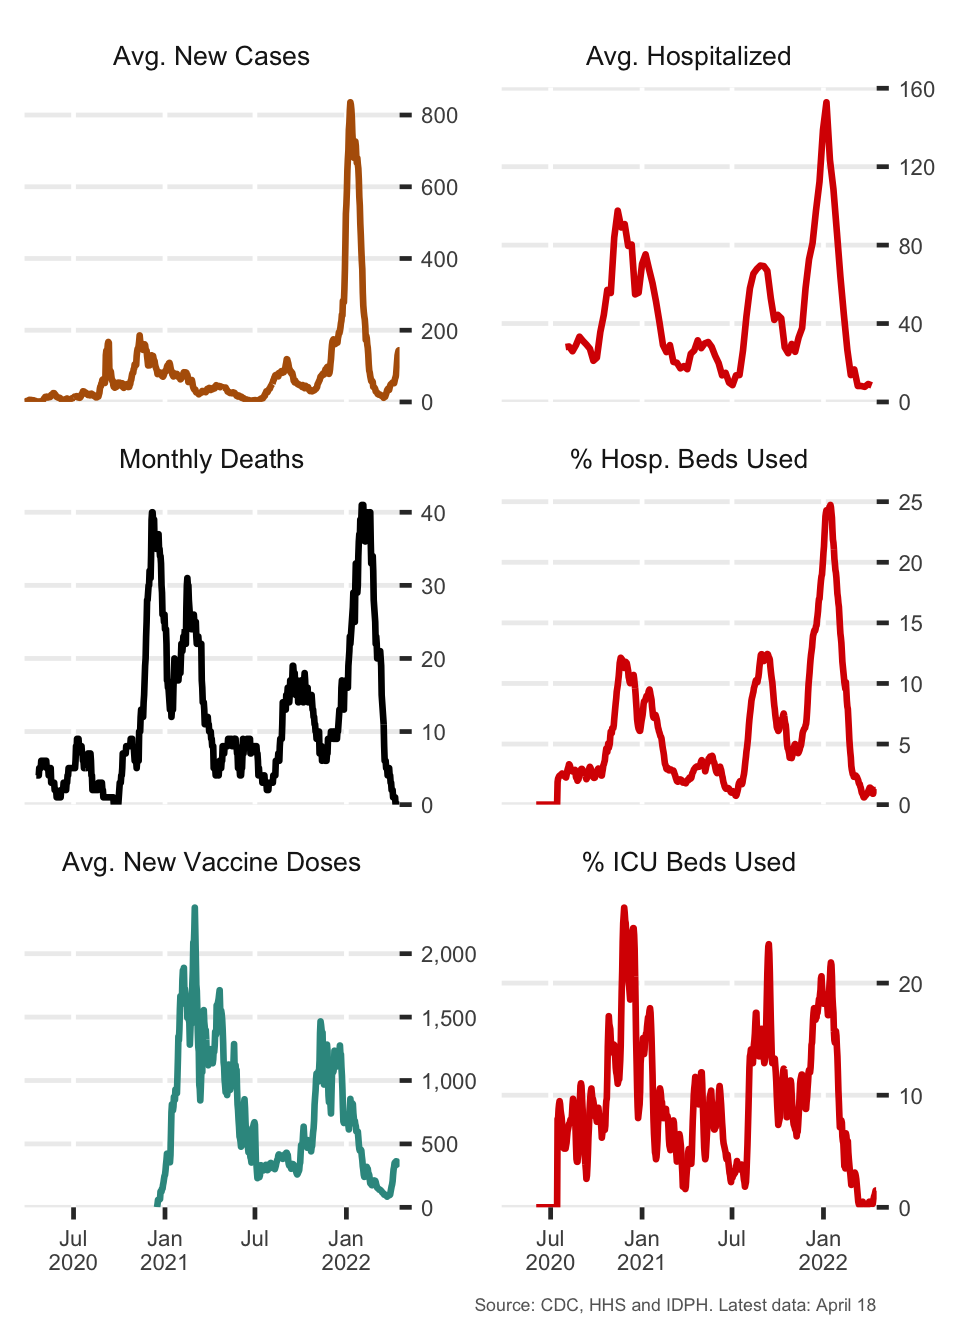 Avg. New Cases
800
600
400
200
0
Avg. Hospitalized
160
120
80
40
0
Monthly Deaths
40
30
20
10
0
% Hosp. Beds Used
25
20
15
10
5
0
Avg. New Vaccine Doses
2,000
1,500
1,000
500
0
Jul
2020
Jan
2021
Jul
Jan
2022
% ICU Beds Used
20
10
0
Jul
2020
Jan
2021
Jul
Jan
2022
Source: CDC, HHS and IDPH. Latest data: April 18